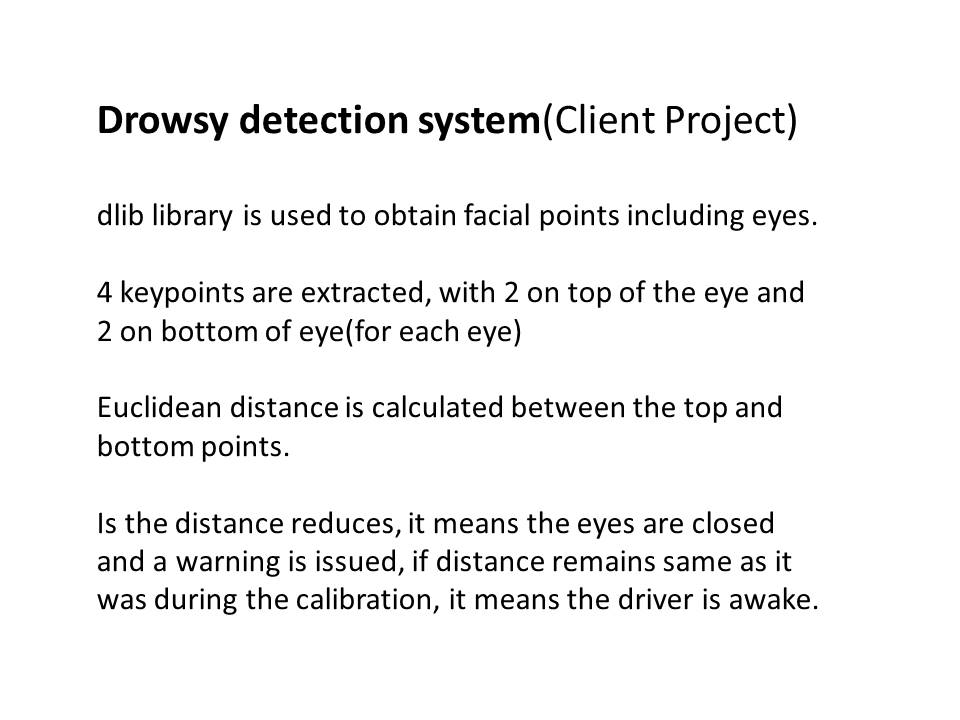 Drowsy detection system(Client Project)
dlib library is used to obtain facial points including eyes.
4 keypoints are extracted, with 2 on top of the eye and
2 on bottom of eye(for each eye)
Euclidean distance is calculated between the top and
bottom points.
Is the distance reduces, it means the eyes are closed
and a warning is issued, if distance remains same as it
was during the calibration, it means the driver is awake.